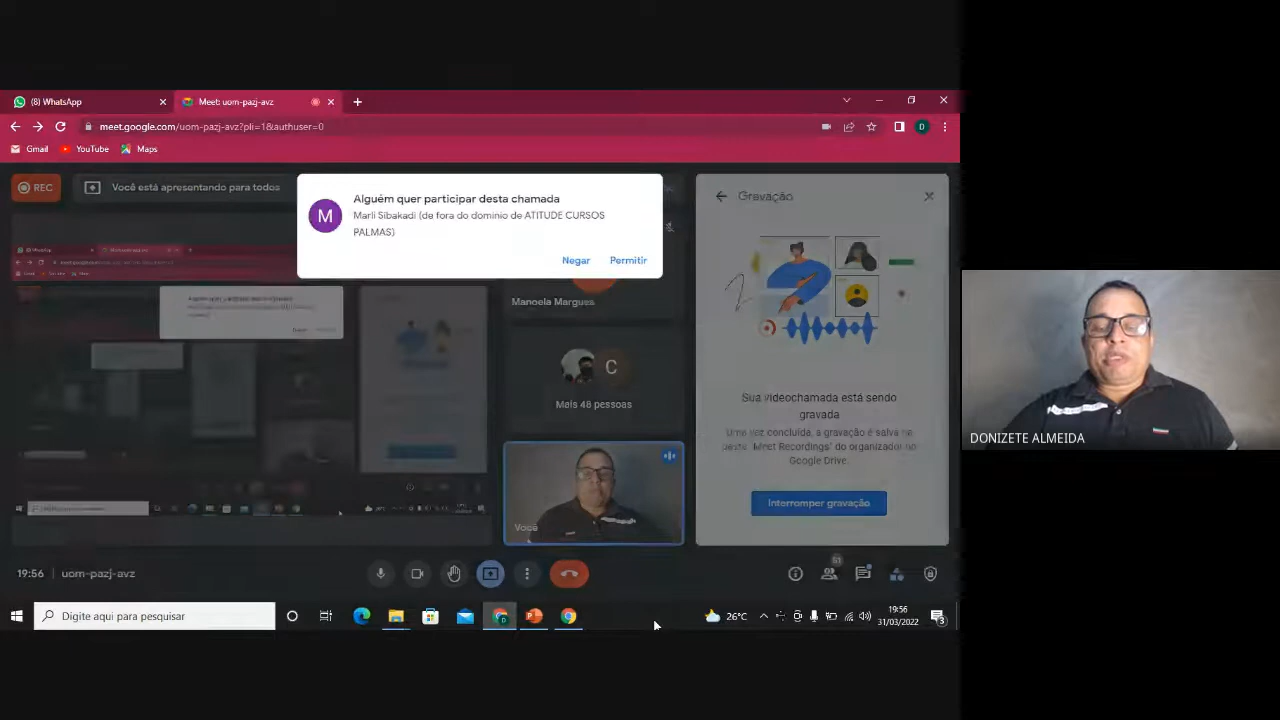 (8) WhatsApp
Meet: uom-pazj-avz
meet.google.com/uom-pazj-avz?pli=1&authuser=0
D
Gmail
YouTube
Maps
REC
Você está apresentando para todos
M
Alguém quer participar desta chamada
Marli Sibakadi (de fora do domínio de ATITUDE CURSOS
PALMAS)
Negar
Permitir
Manoela Margues
C
Mais 48 pessoas
Você
Gravação
Sua videochamada está sendo
gravada
Uma vez concluída, a gravação é salva na
"Meet Recordings" do organizador no
Google Drive.
Interromper gravação
DONIZETE ALMEIDA
19:56
uom-pazj-avz
51
Digite aqui para pesquisar
26°C
19:56
31/03/2022
3